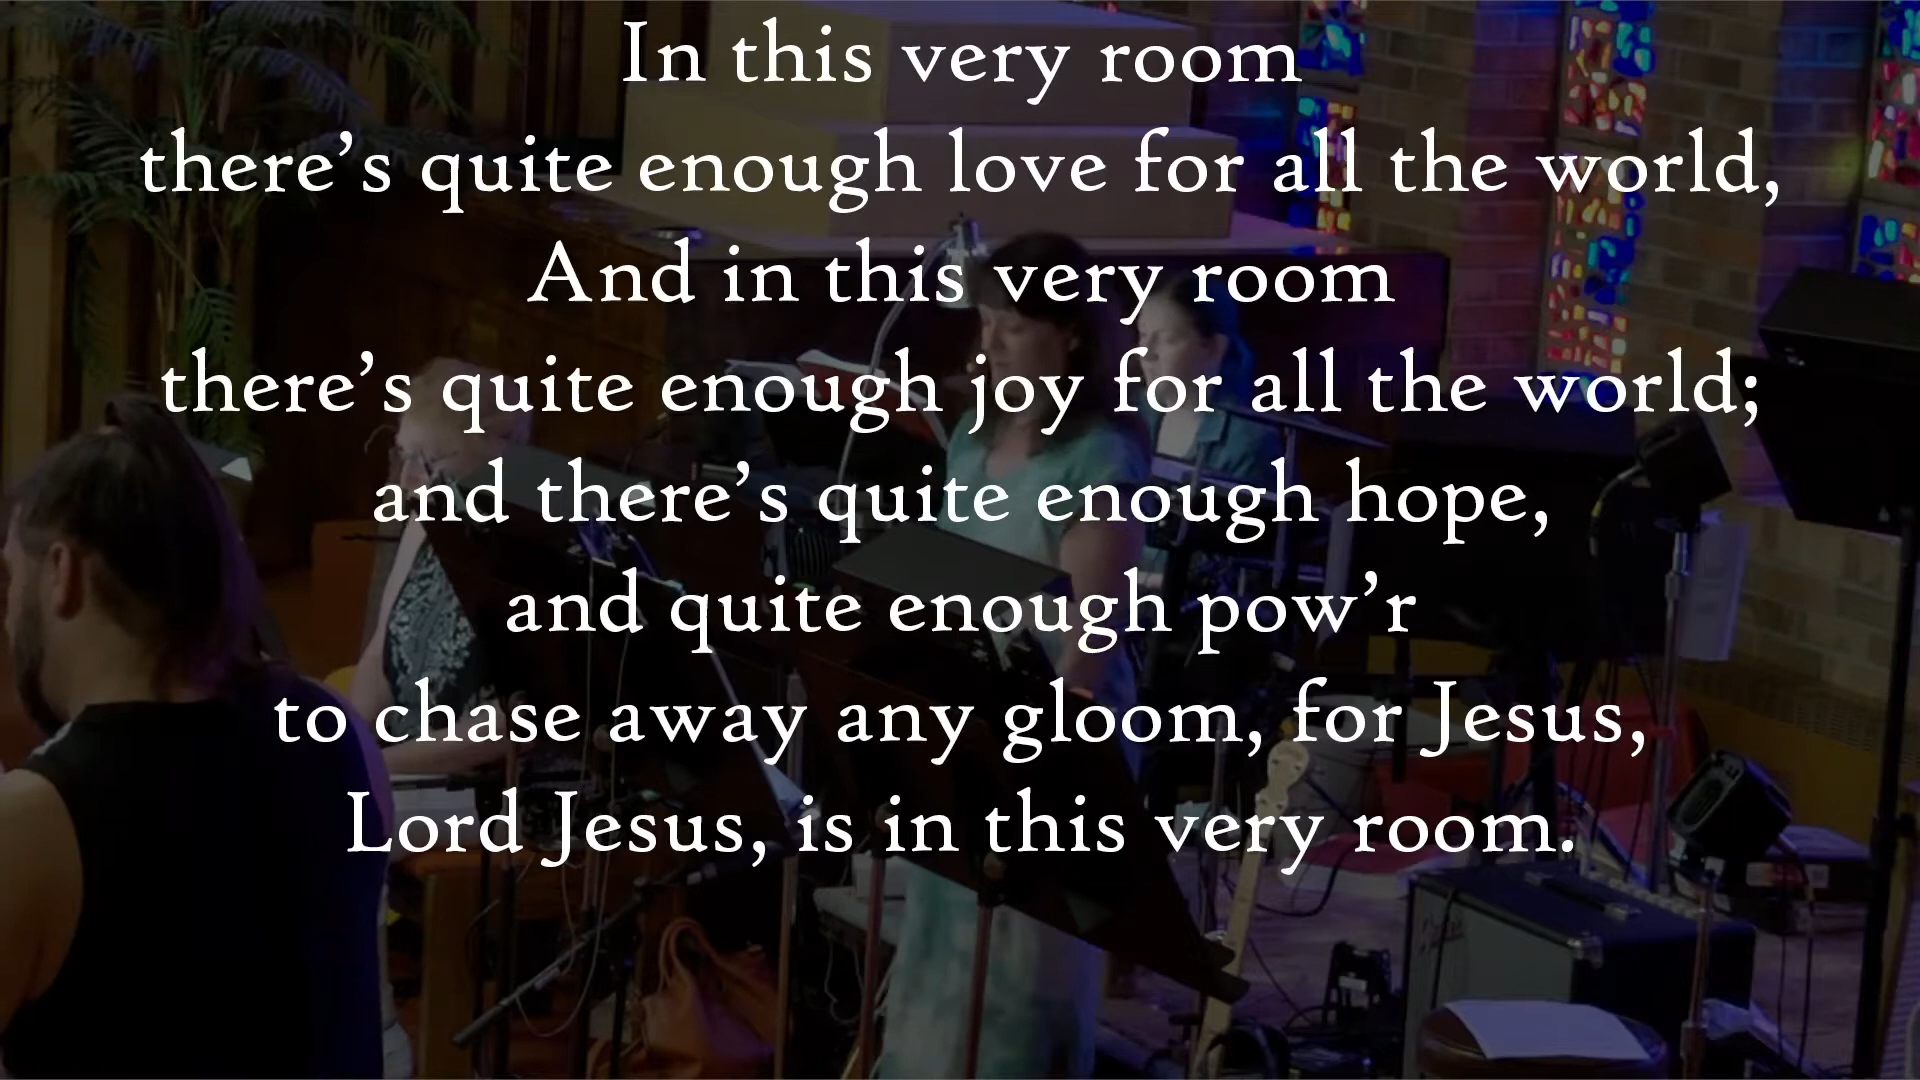 In this very room
there’s quite enough love for all the world,
And in this very room
there’s quite enough joy for all the world;
and there’s quite enough hope,
and quite enough pow’r
to chase away any gloom, for Jesus,
Lord Jesus, is in this very room.